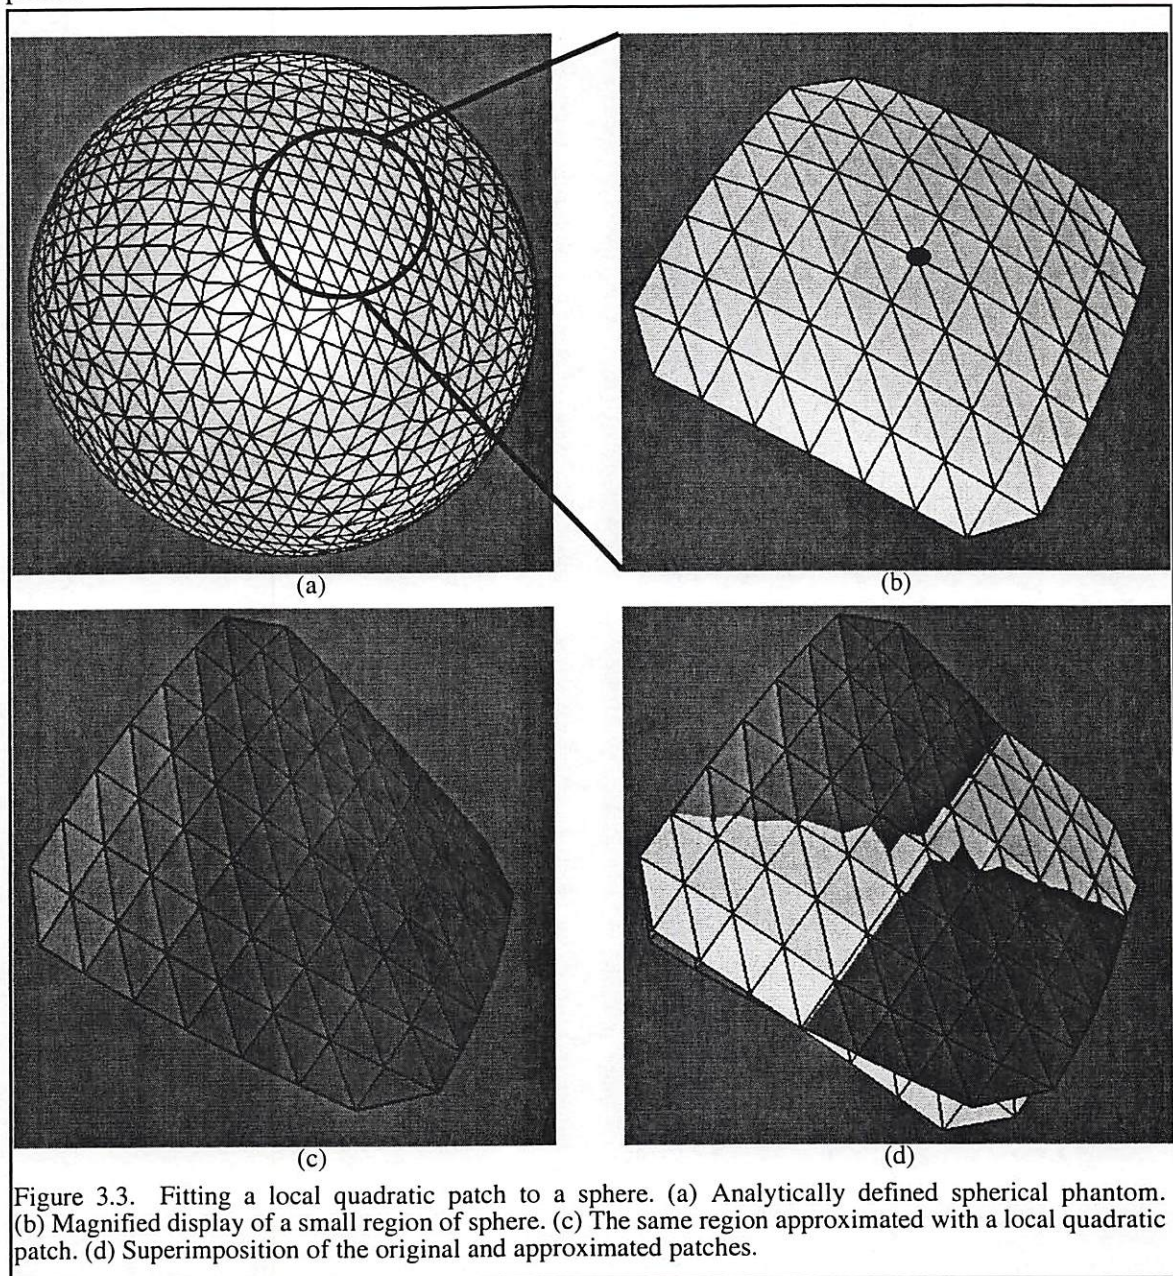 (a)
(b)
(c)
(d)
Figure 3.3. Fitting a local quadratic patch to a sphere. (a) Analytically defined spherical phantom.
(b) Magnified display of a small region of sphere. (c) The same region approximated with a local quadratic
patch. (d) Superimposition of the original and approximated patches.